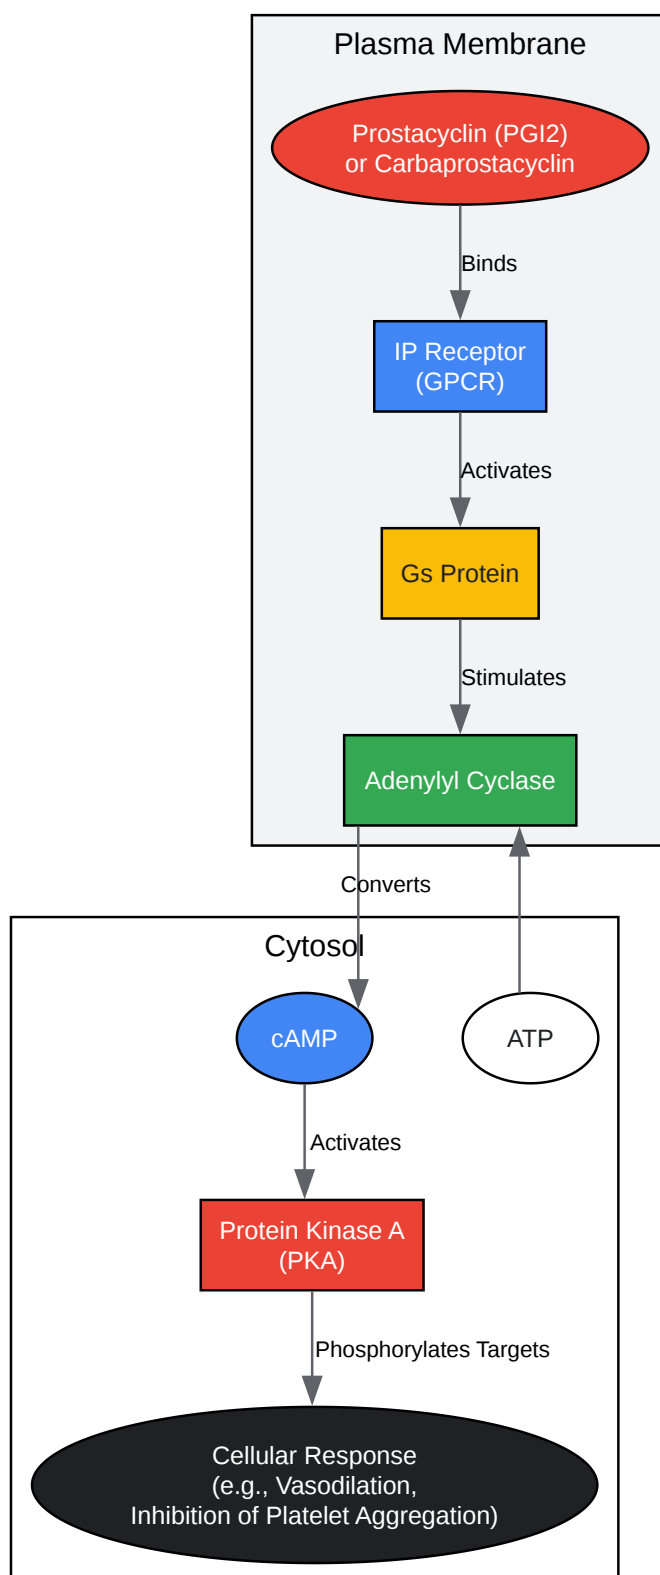 Plasma Membrane
Prostacyclin (PGI2)
or Carbaprostacyclin
Binds
IP Receptor
(GPCR)
Activates
Gs Protein
Stimulates
Adenylyl Cyclase
Converts
Cytosol
cAMP
ATP
Activates
Protein Kinase A
(PKA)
Phosphorylates Targets
Cellular Response
(e.g., Vasodilation,
Inhibition of Platelet Aggregation)